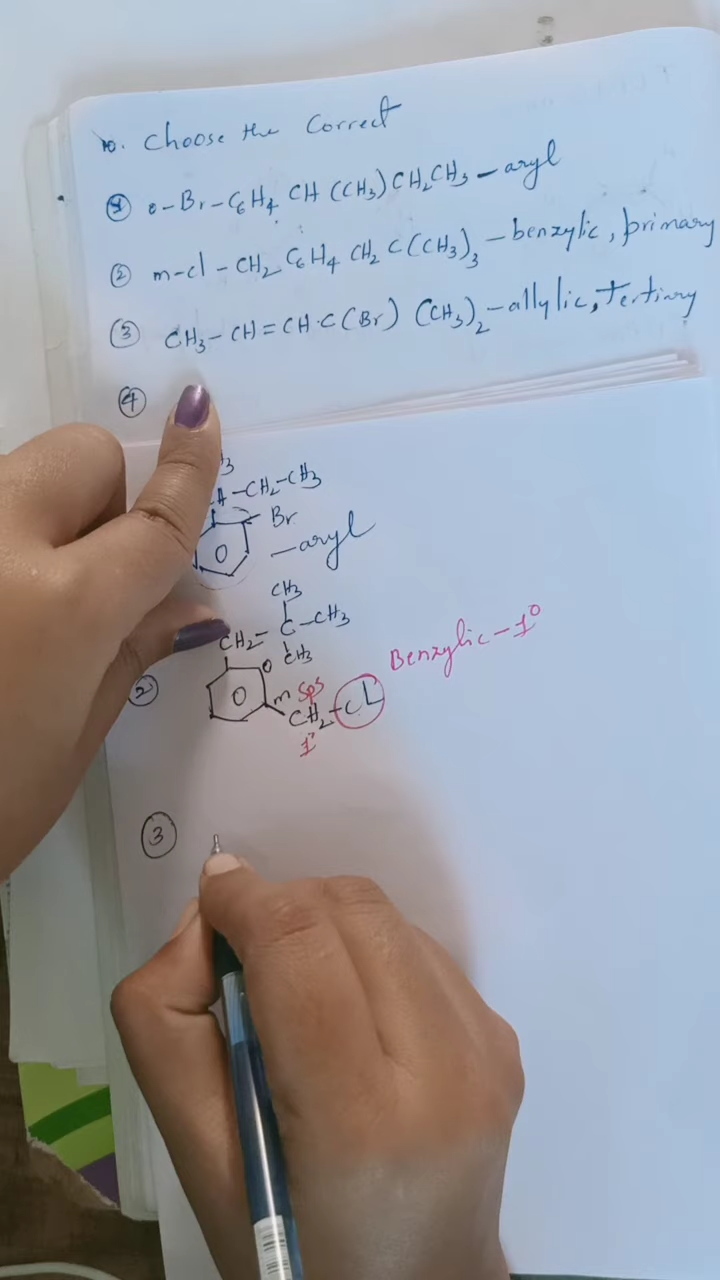 10. Choose the Correct
① o-Br-C₆H₄ CH (CH₃) CH₂CH₃ - aryl
② m-cl-CH₂ C₆H₄ CH₂ C(CH₃)₃ - benzylic, primary
③ CH₃-CH=CH·C(Br) (CH₃)₂ - allylic, Tertiary
④
-CH₂-CH₃
Br
O
-aryl
CH₃
CH₂-C-CH₃
CH₃
Benzylic-1°
②
O
o
m
sp³
CH₂-CL
1°
③